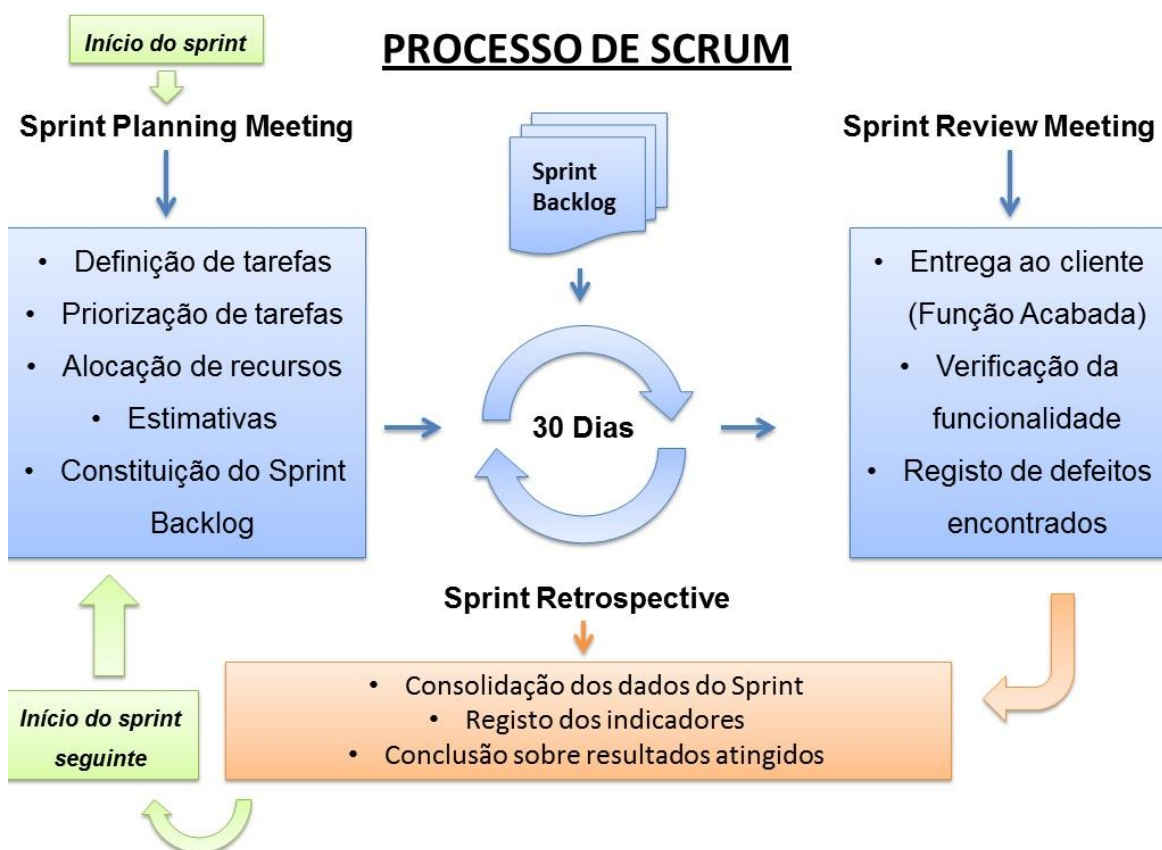 Início do sprint
PROCESSO DE SCRUM
Sprint Planning Meeting
• Definição de tarefas
• Priorização de tarefas
• Alocação de recursos
• Estimativas
• Constituição do Sprint
Backlog
Sprint
Backlog
30 Dias
Sprint Review Meeting
• Entrega ao cliente
(Função Acabada)
• Verificação da
funcionalidade
• Registo de defeitos
encontrados
Sprint Retrospective
• Consolidação dos dados do Sprint
• Registo dos indicadores
• Conclusão sobre resultados atingidos
Início do sprint
seguinte